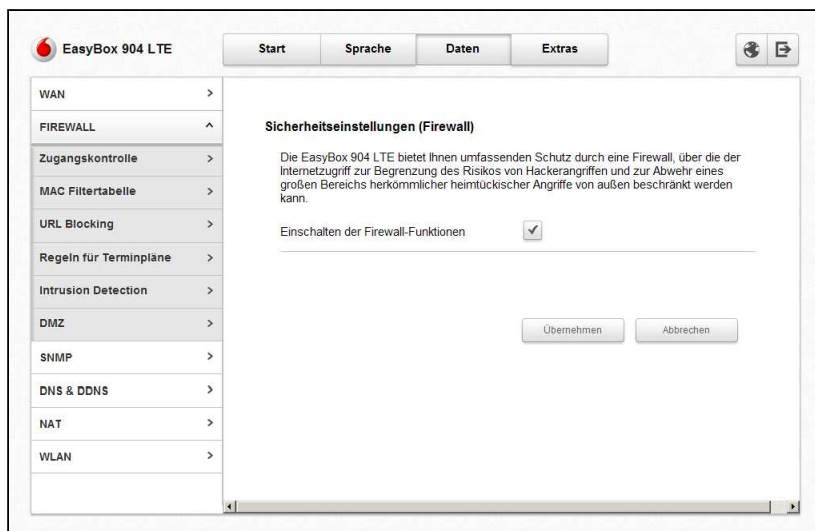 EasyBox 904 LTE
Start
Sprache
Daten
Extras
WAN
FIREWALL
Zugangskontrolle
MAC Filtertabelle
URL Blocking
Regeln für Terminpläne
Intrusion Detection
DMZ
SNMP
DNS & DDNS
NAT
WLAN
Sicherheitseinstellungen (Firewall)
Die EasyBox 904 LTE bietet Ihnen umfassenden Schutz durch eine Firewall, über die der
Internetzugriff zur Begrenzung des Risikos von Hackerangriffen und zur Abwehr eines
großen Bereichs herkömmlicher heimtückischer Angriffe von außen beschränkt werden
kann.
Einschalten der Firewall-Funktionen
Übernehmen
Abbrechen